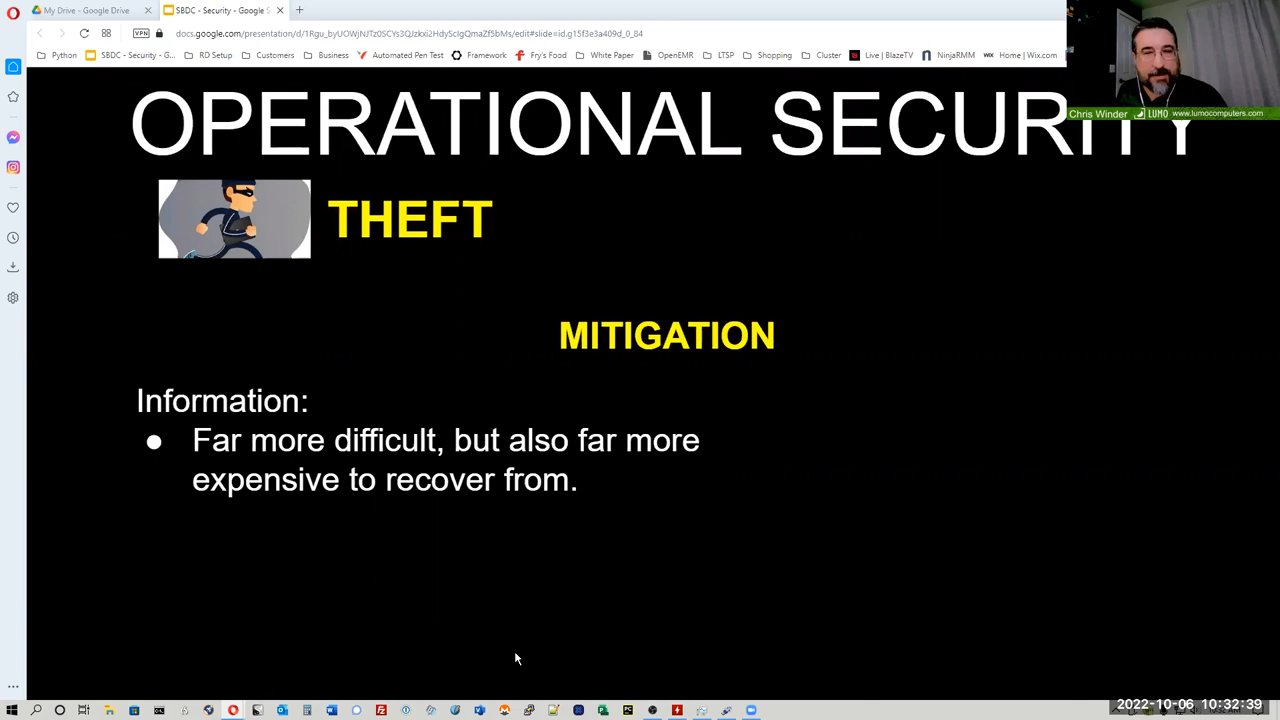 My Drive - Google Drive
SBDC - Security - Google S
VPN
docs.google.com/presentation/d/1Rgu_byUOWjNJTz0SCYs3QJzkxi2HdyScIgQmaZf5bMs/edit#slide=id.g15f3e3a409d_0_84
Python SBDC - Security - G... RD Setup Customers Business Automated Pen Test Framework Fry's Food White Paper OpenEMR LTSP Shopping Cluster Live | BlazeTV NinjaRMM WIX Home | Wix.com
Chris Winder LUMO www.lumocomputers.com
OPERATIONAL SECURITY
THEFT
MITIGATION
Information:
● Far more difficult, but also far more
expensive to recover from.
2022-10-06 10:32:39